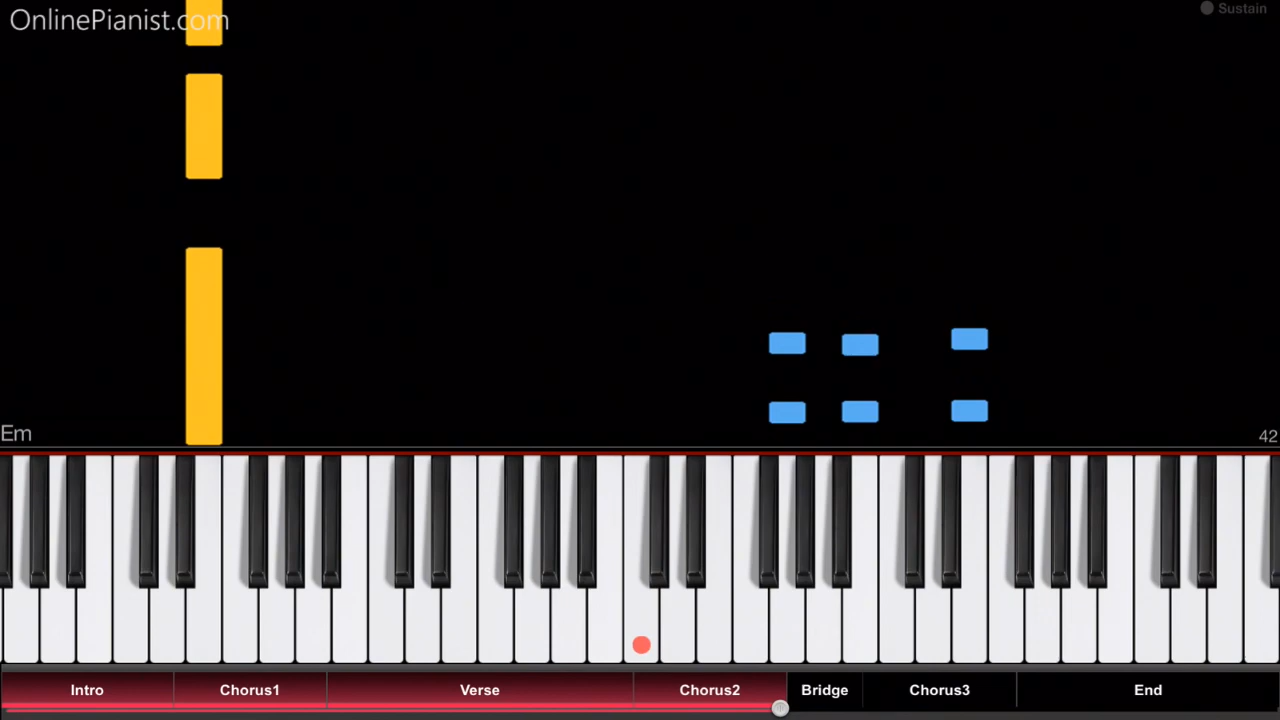 OnlinePianist.com
Sustain
Em
42
Intro
Chorus1
Verse
Chorus2
Bridge
Chorus3
End